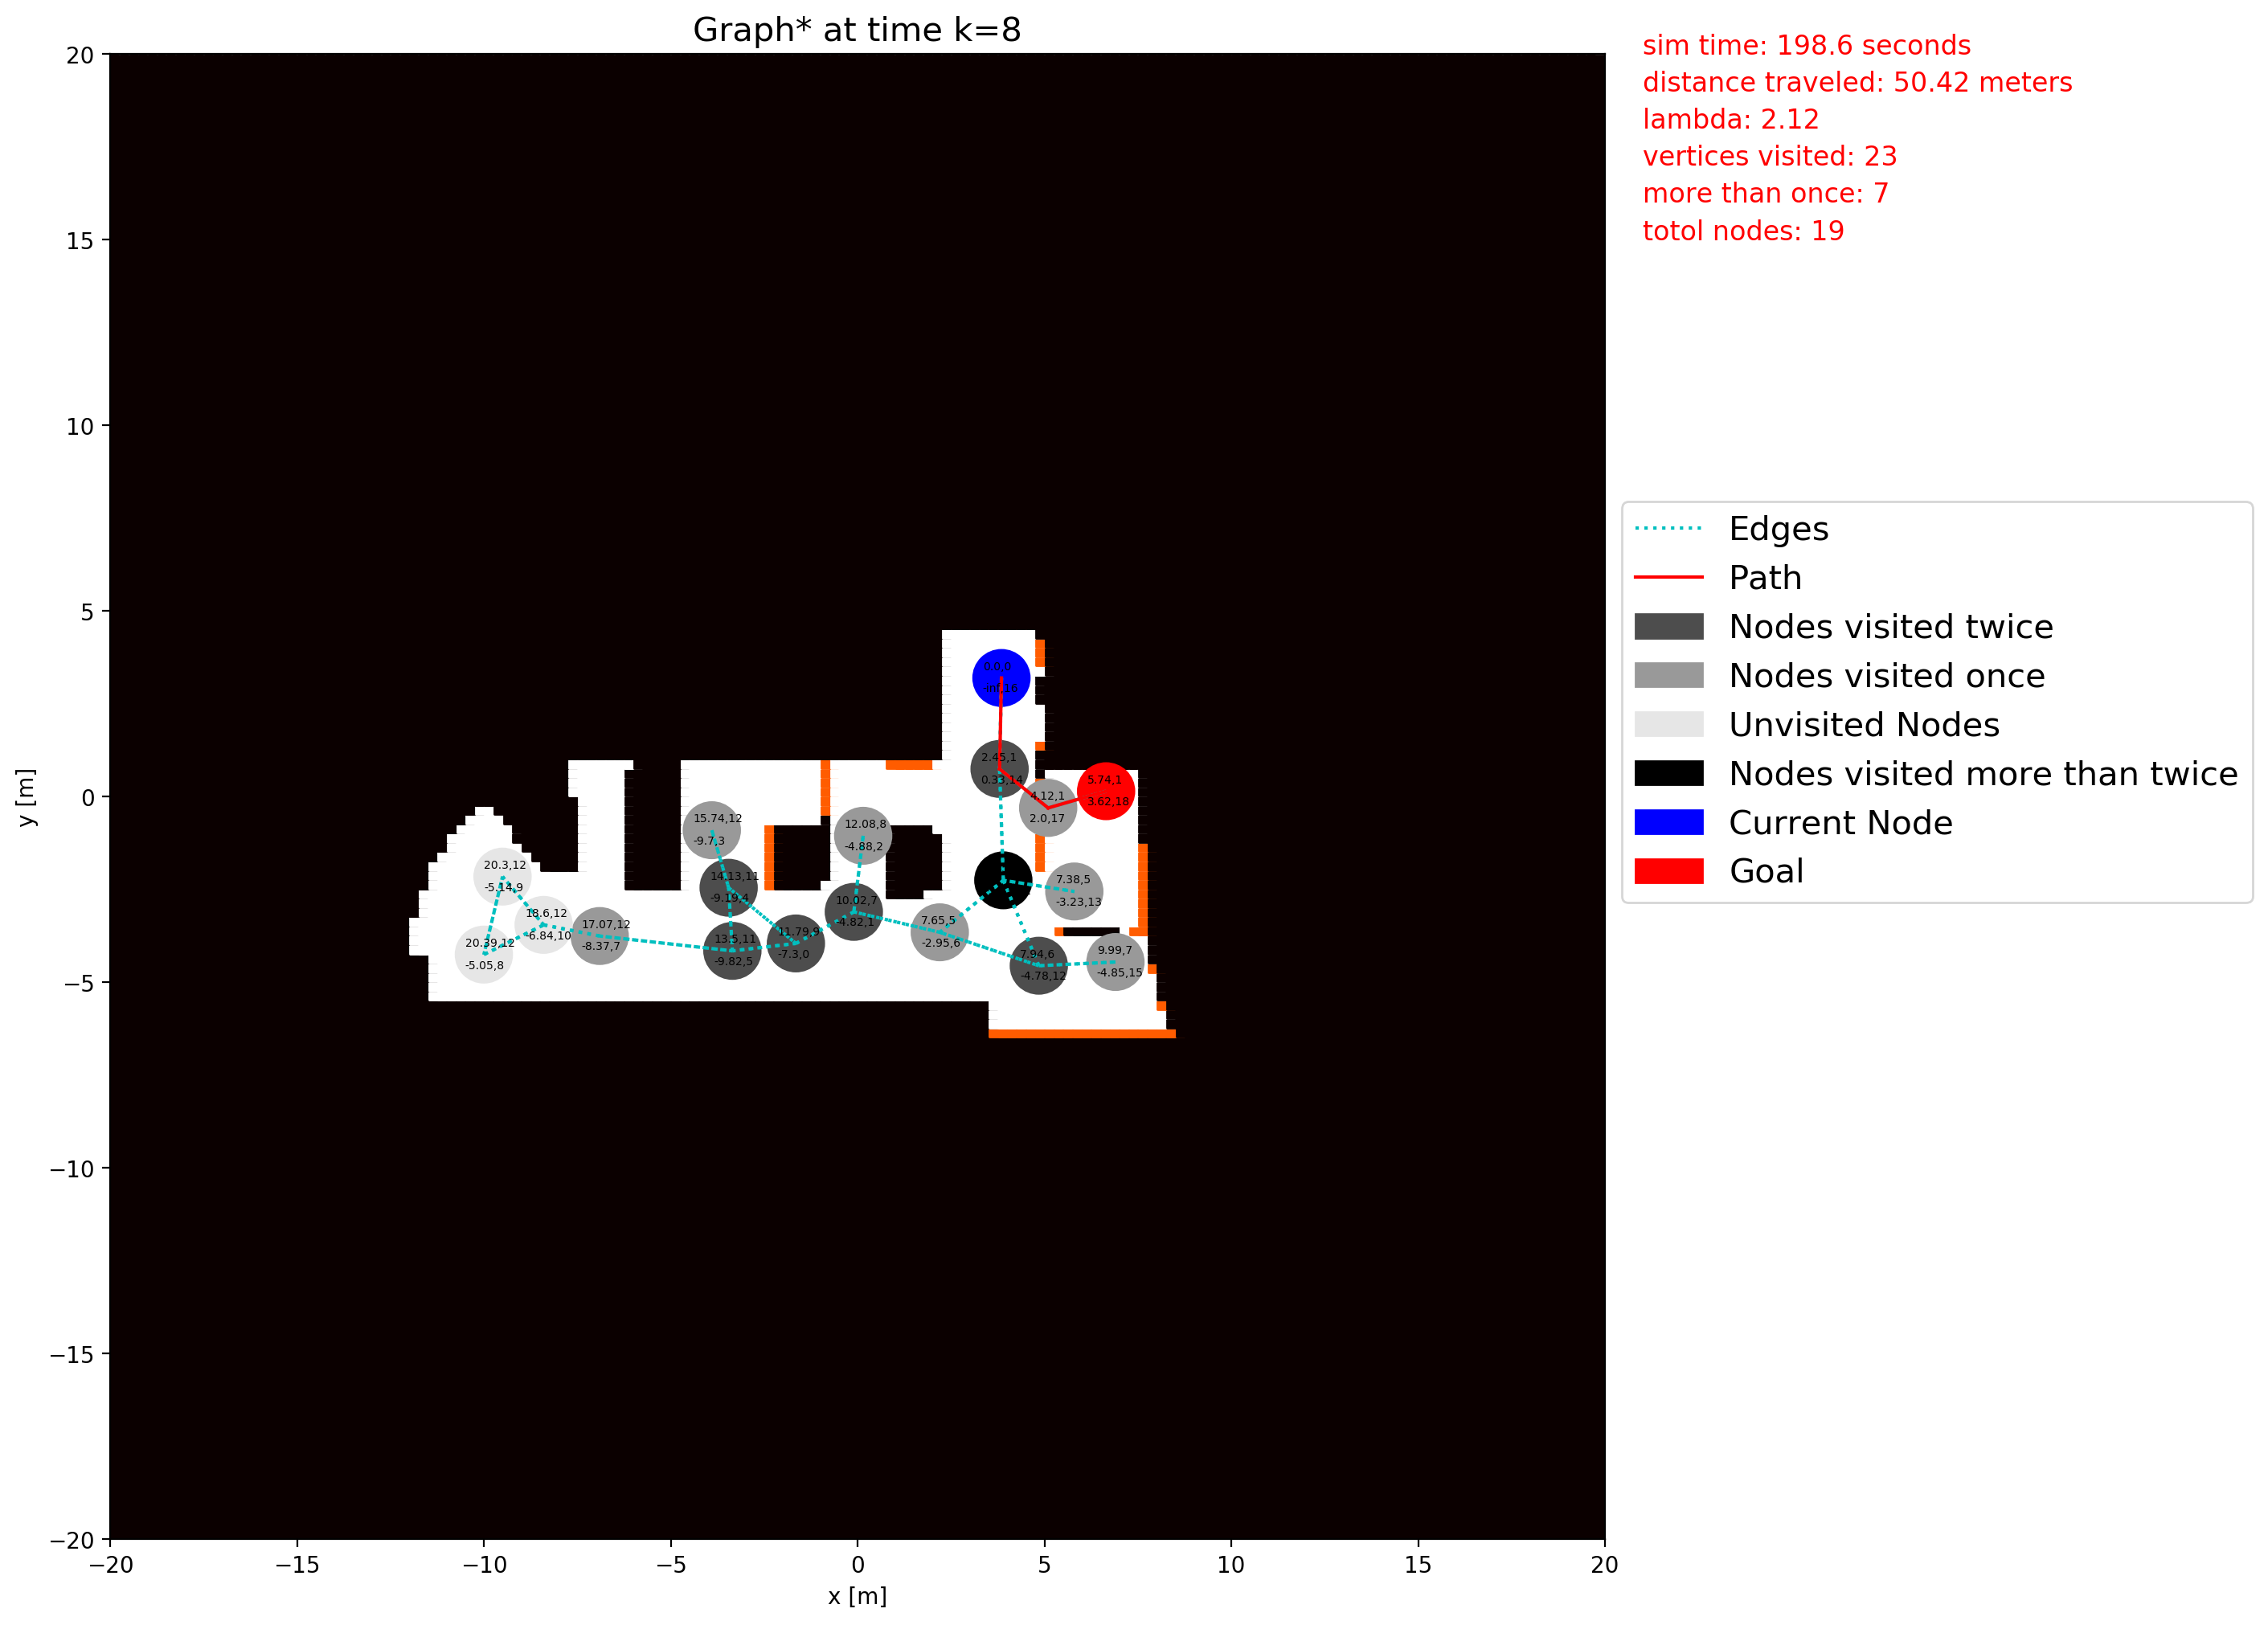 Graph* at time k=8
sim time: 198.6 seconds
distance traveled: 50.42 meters
lambda: 2.12
vertices visited: 23
more than once: 7
totol nodes: 19
Edges
Path
Nodes visited twice
Nodes visited once
Unvisited Nodes
Nodes visited more than twice
Current Node
Goal
y [m]
20
15
10
5
0
−5
−10
−15
−20
0.0,0
-inf,16
2.45,1
0.33,14
5.74,1
3.62,18
4.12,1
2.0,17
15.74,12
-9.7,3
12.08,8
-4.88,2
20.3,12
-5.14,9
14.13,11
-9.19,4
7.38,5
-3.23,13
18.6,12
-6.84,10
17.07,12
-8.37,7
10.02,7
-4.82,1
7.65,5
-2.95,6
20.39,12
-5.05,8
13.5,11
-9.82,5
11.79,9
-7.3,0
7.94,6
-4.78,12
9.99,7
-4.85,15
−20 −15 −10 −5 0 5 10 15 20
x [m]